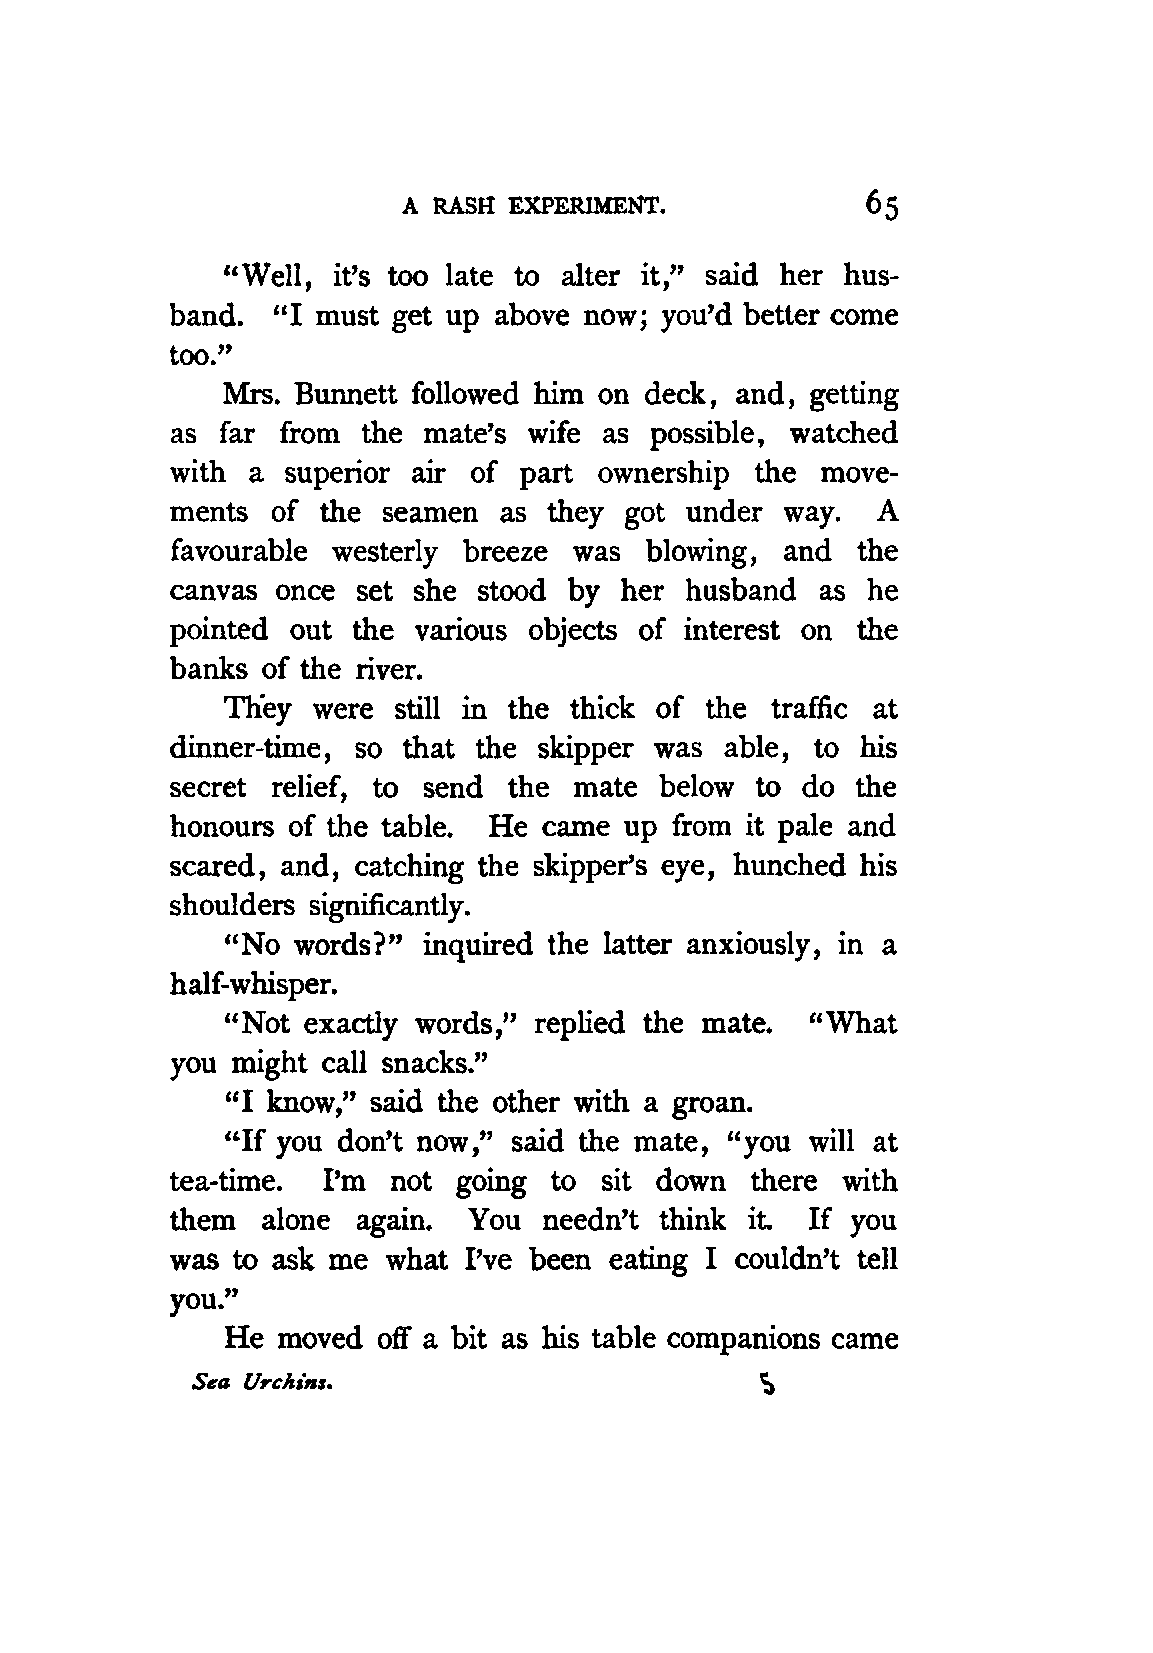 A RASH EXPERIMENT. 65
“Well, it’s too late to alter it,” said her hus-
band. “I must get up above now; you’d better come
too.”
Mrs. Bunnett followed him on deck, and, getting
as far from the mate’s wife as possible, watched
with a superior air of part ownership the move-
ments of the seamen as they got under way. A
favourable westerly breeze was blowing, and the
canvas once set she stood by her husband as he
pointed out the various objects of interest on the
banks of the river.
They were still in the thick of the traffic at
dinner-time, so that the skipper was able, to his
secret relief, to send the mate below to do the
honours of the table. He came up from it pale and
scared, and, catching the skipper’s eye, hunched his
shoulders significantly.
“No words?” inquired the latter anxiously, in a
half-whisper.
“Not exactly words,” replied the mate. “What
you might call snacks.”
“I know,” said the other with a groan.
“If you don’t now,” said the mate, “you will at
tea-time. I’m not going to sit down there with
them alone again. You needn’t think it. If you
was to ask me what I’ve been eating I couldn’t tell
you.”
He moved off a bit as his table companions came
Sea Urchins. 5